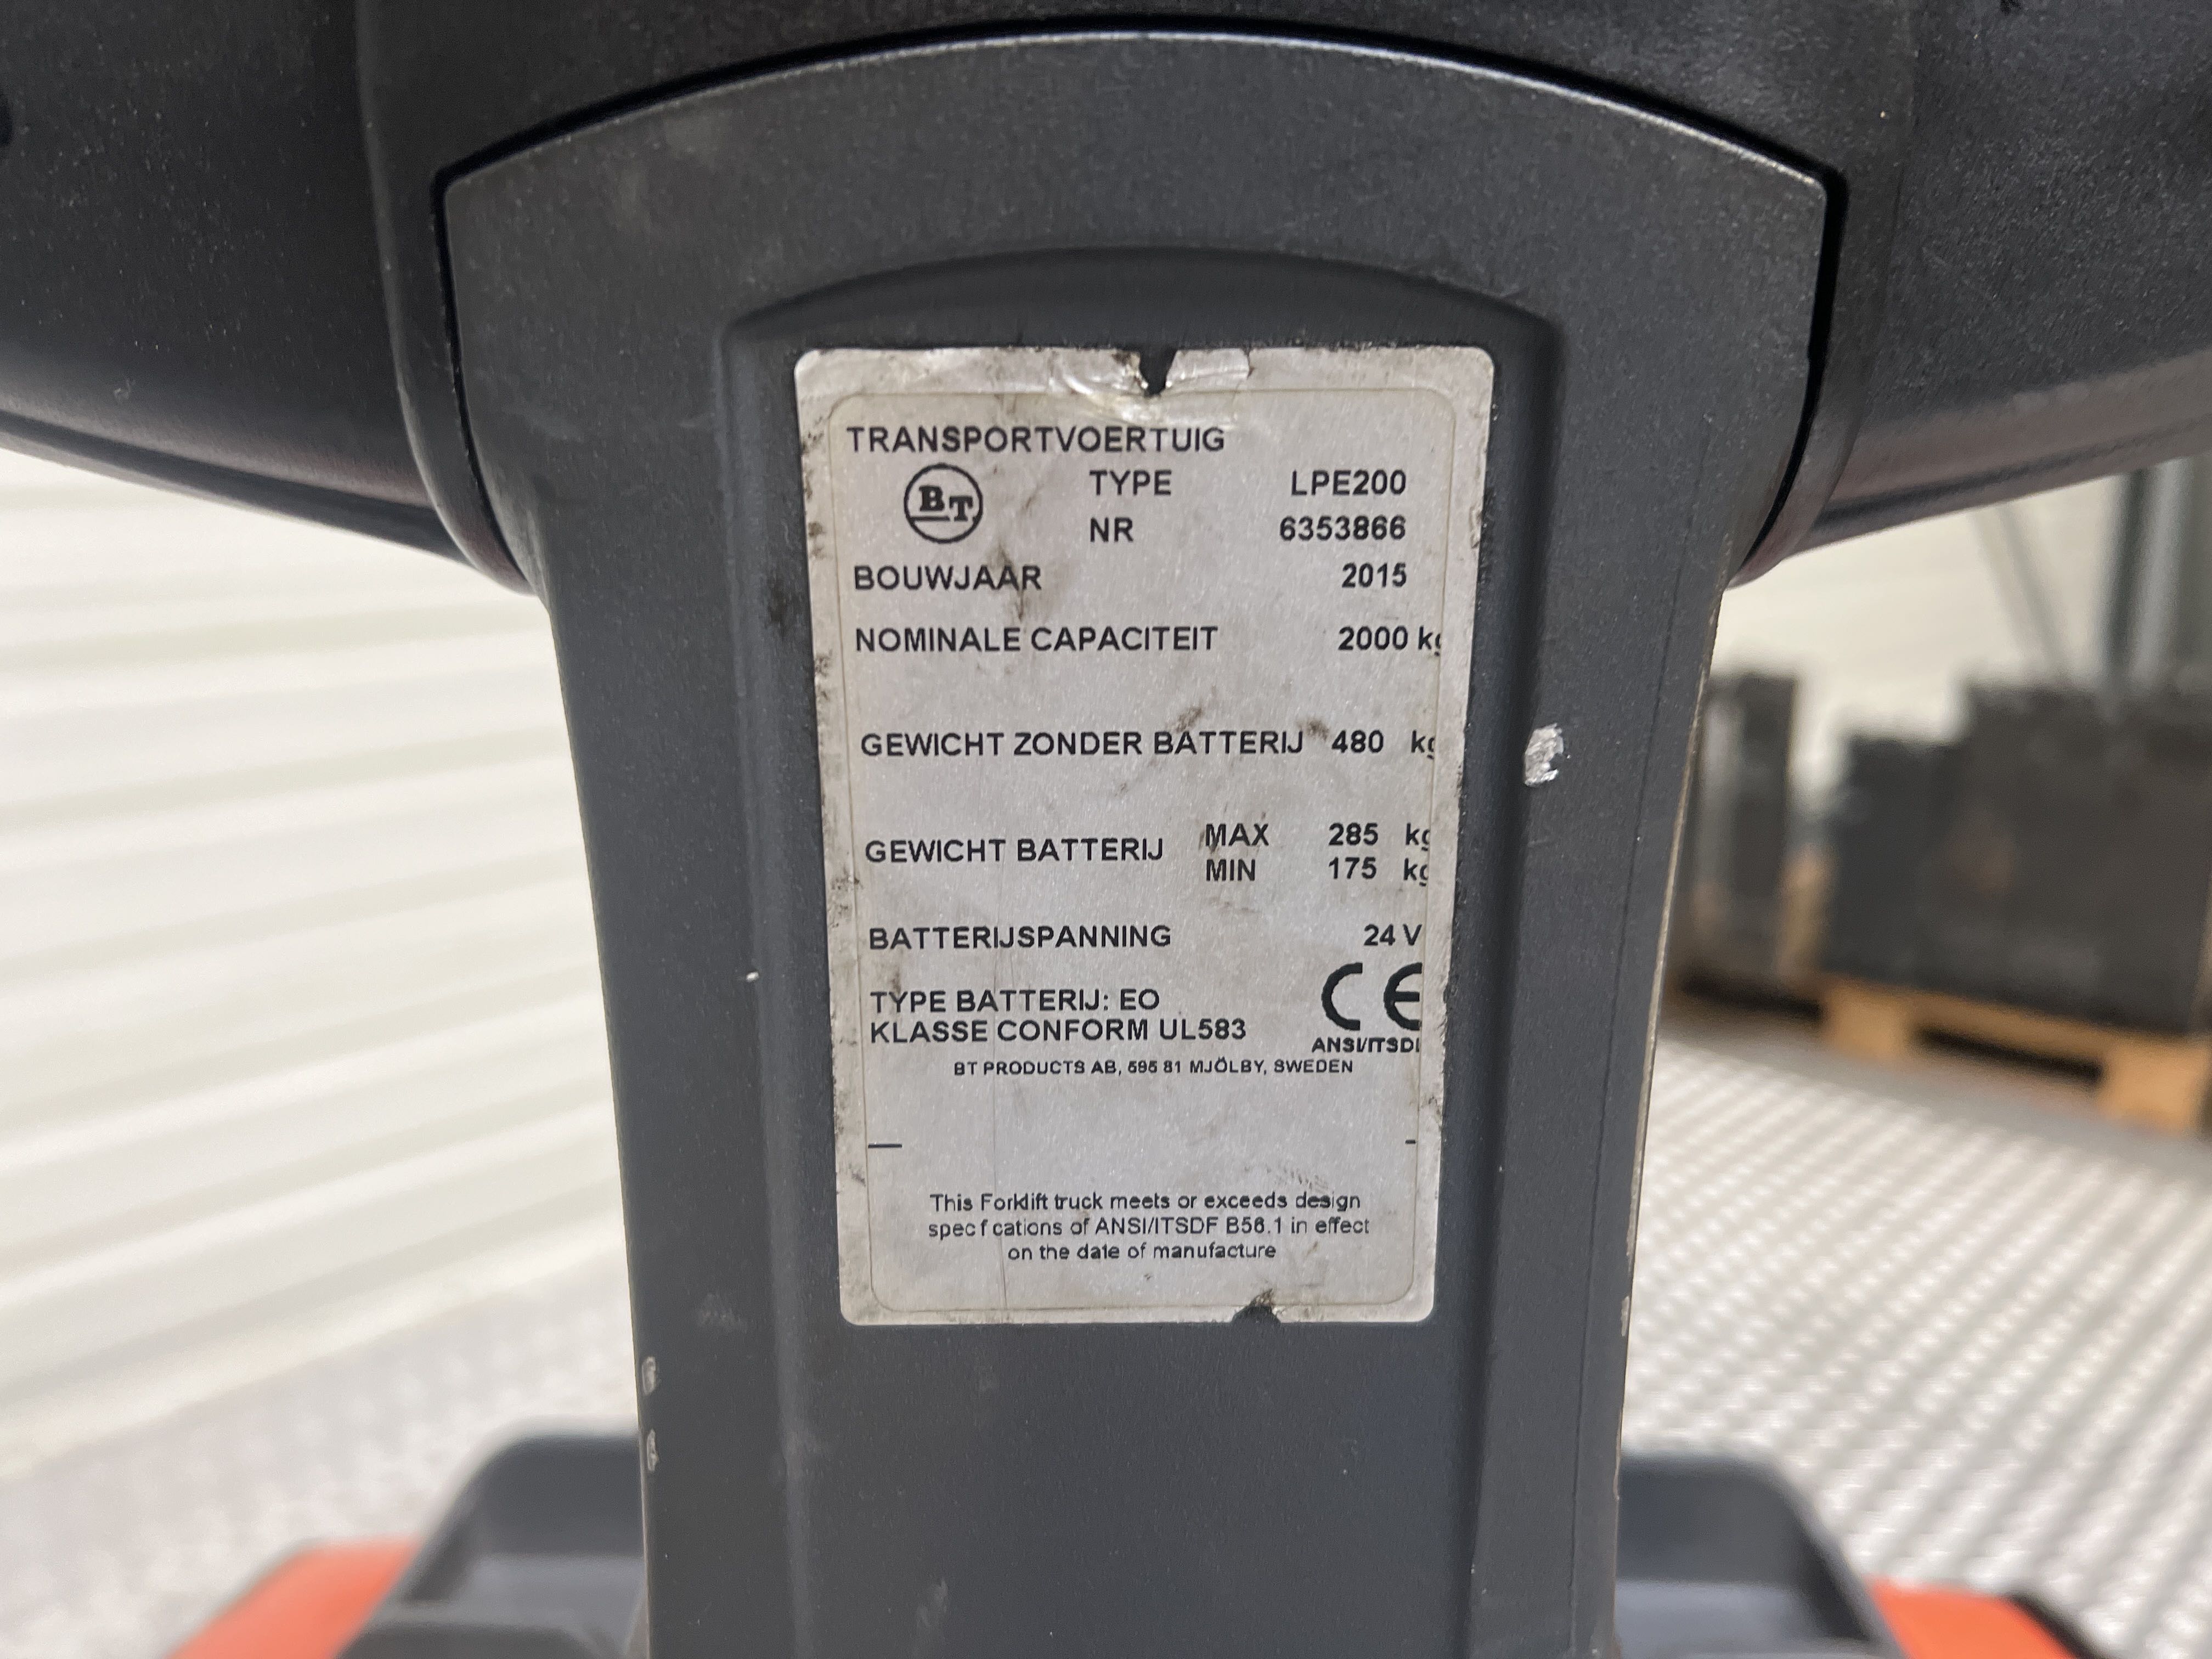 TRANSPORTVOERTUIG
BT TYPE LPE200
NR 6353866
BOUWJAAR 2015
NOMINALE CAPACITEIT 2000 kg
GEWICHT ZONDER BATTERIJ 480 kg
GEWICHT BATTERIJ MAX 285 kg
MIN 175 kg
BATTERIJSPANNING 24 V
CE
TYPE BATTERIJ: EO
KLASSE CONFORM UL583
ANSI/ITSDF
BT PRODUCTS AB, 595 81 MJÖLBY, SWEDEN
This Forklift truck meets or exceeds design
specifications of ANSI/ITSDF B56.1 in effect
on the date of manufacture